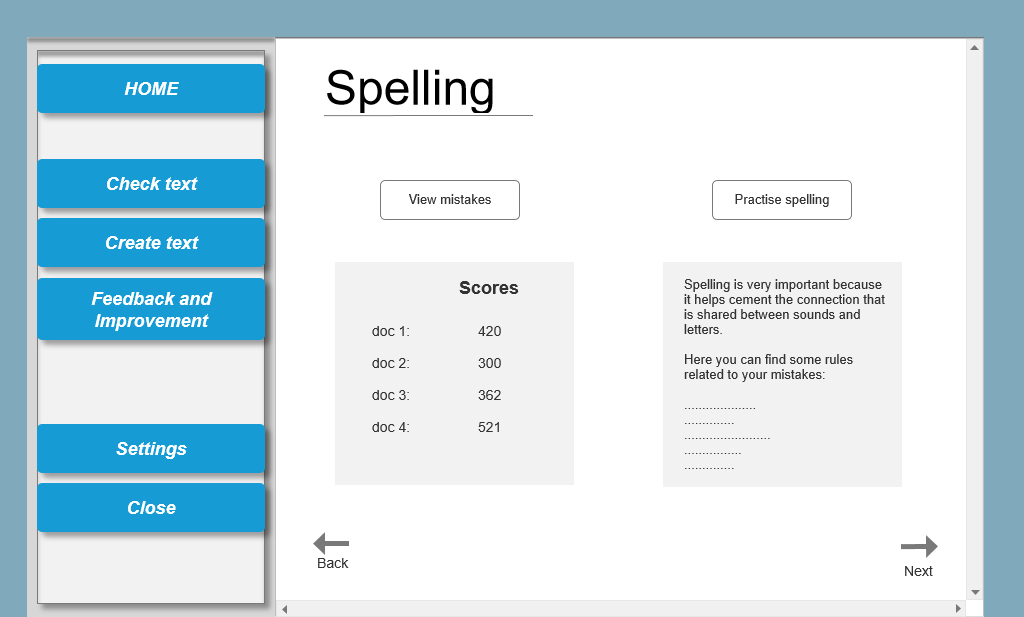 HOME
Check text
Create text
Feedback and
Improvement
Settings
Close
Spelling
View mistakes
Scores
doc 1: 420
doc 2: 300
doc 3: 362
doc 4: 521
Practise spelling
Spelling is very important because
it helps cement the connection that
is shared between sounds and
letters.
Here you can find some rules
related to your mistakes:
....................
..............
........................
................
..............
Back
Next